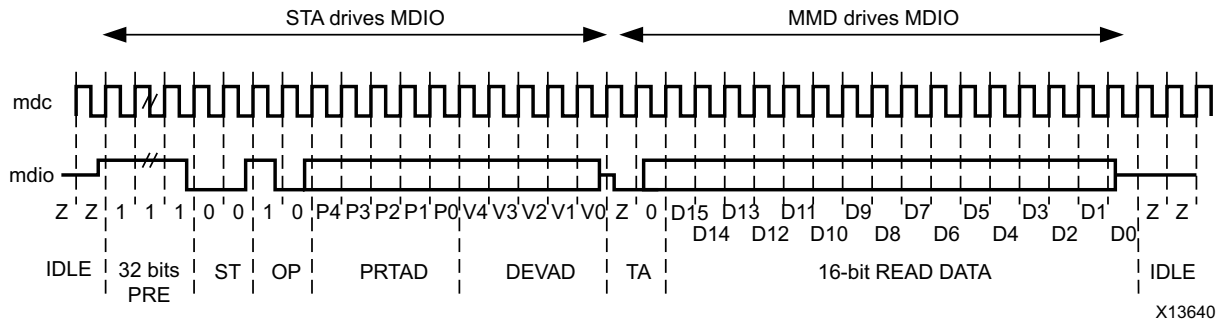 STA drives MDIO MMD drives MDIO
mdc
mdio
Z Z 1 1 1 0 0 1 0 P4 P3 P2 P1 P0 V4 V3 V2 V1 V0 Z 0 D15 D13 D11 D9 D7 D5 D3 D1 Z Z
D14 D12 D10 D8 D6 D4 D2 D0
IDLE 32 bits ST OP PRTAD DEVAD TA 16-bit READ DATA IDLE
PRE
X13640